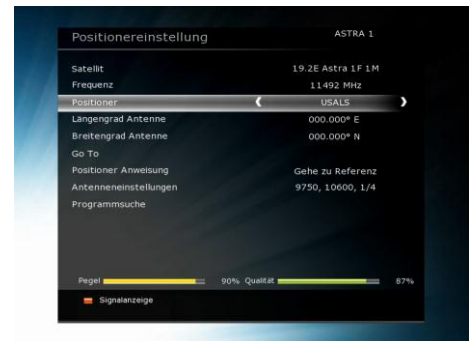 Positionereinstellung ASTRA 1
Satellit 19.2E Astra 1F 1M
Frequenz 11492 MHz
Positioner USALS
Längengrad Antenne 000.000° E
Breitengrad Antenne 000.000° N
Go To
Positioner Anweisung Gehe zu Referenz
Antenneneinstellungen 9750, 10600, 1/4
Programmsuche
Pegel 90% Qualität 87%
Signalanzeige